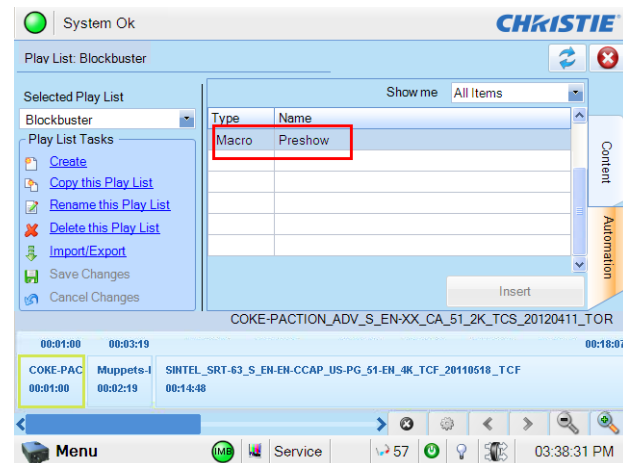 System Ok
CHRISTIE
Play List: Blockbuster
Selected Play List
Show me All Items
Blockbuster
Type Name
Play List Tasks
Macro Preshow
Create
Copy this Play List
Rename this Play List
Delete this Play List
Import/Export
Save Changes
Cancel Changes
Insert
Content
Automation
COKE-PACTION_ADV_S_EN-XX_CA_51_2K_TCS_20120411_TOR
00:01:00 00:03:19 00:18:07
COKE-PAC Muppets-I SINTEL_SRT-63_S_EN-EN-CCAP_US-PG_51-EN_4K_TCF_20110518_TCF
00:01:00 00:02:19 00:14:48
Menu IMB Service 57 03:38:31 PM